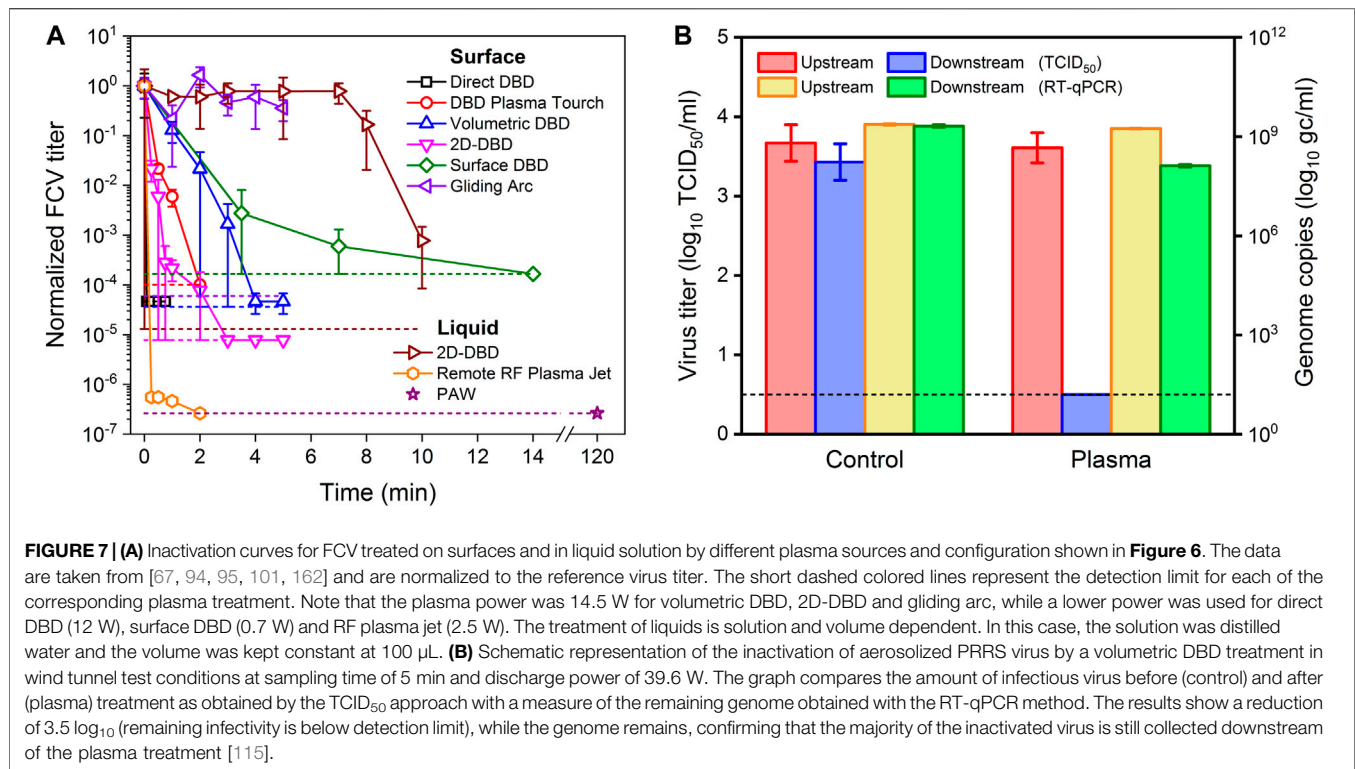 A
Normalized FCV titer
10^1
10^0
10^-1
10^-2
10^-3
10^-4
10^-5
10^-6
10^-7
Surface
Direct DBD
DBD Plasma Tourch
Volumetric DBD
2D-DBD
Surface DBD
Gliding Arc
Liquid
2D-DBD
Remote RF Plasma Jet
PAW
0 2 4 6 8 10 12 14 120
Time (min)
B
Virus titer (log10 TCID50/ml)
5
4
3
2
1
0
Upstream Downstream (TCID50)
Upstream Downstream (RT-qPCR)
10^12
10^9
10^6
10^3
10^0
Genome copies (log10 gc/ml)
Control Plasma
FIGURE 7 | (A) Inactivation curves for FCV treated on surfaces and in liquid solution by different plasma sources and configuration shown in Figure 6. The data
are taken from [67, 94, 95, 101, 162] and are normalized to the reference virus titer. The short dashed colored lines represent the detection limit for each of the
corresponding plasma treatment. Note that the plasma power was 14.5 W for volumetric DBD, 2D-DBD and gliding arc, while a lower power was used for direct
DBD (12 W), surface DBD (0.7 W) and RF plasma jet (2.5 W). The treatment of liquids is solution and volume dependent. In this case, the solution was distilled
water and the volume was kept constant at 100 μL. (B) Schematic representation of the inactivation of aerosolized PRRS virus by a volumetric DBD treatment in
wind tunnel test conditions at sampling time of 5 min and discharge power of 39.6 W. The graph compares the amount of infectious virus before (control) and after
(plasma) treatment as obtained by the TCID50 approach with a measure of the remaining genome obtained with the RT-qPCR method. The results show a reduction
of 3.5 log10 (remaining infectivity is below detection limit), while the genome remains, confirming that the majority of the inactivated virus is still collected downstream
of the plasma treatment [115].